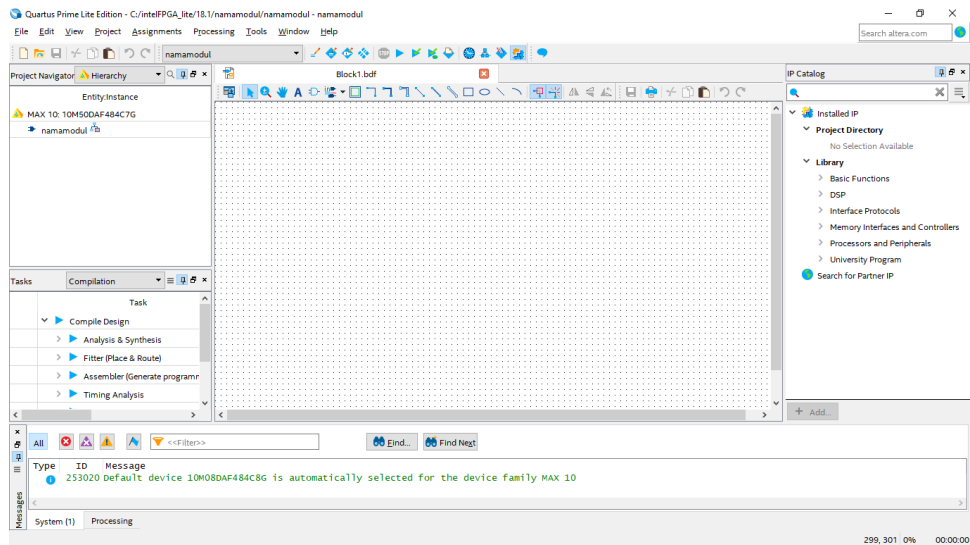 Quartus Prime Lite Edition - C:/intelFPGA_lite/18.1/namamodul/namamodul - namamodul
File Edit View Project Assignments Processing Tools Window Help
Search altera.com
namamodul
Project Navigator Hierarchy
Entity:Instance
MAX 10: 10M50DAF484C7G
namamodul
Tasks Compilation
Task
Compile Design
Analysis & Synthesis
Fitter (Place & Route)
Assembler (Generate programm
Timing Analysis
Block1.bdf
A
IP Catalog
Installed IP
Project Directory
No Selection Available
Library
Basic Functions
DSP
Interface Protocols
Memory Interfaces and Controllers
Processors and Peripherals
University Program
Search for Partner IP
+ Add...
All <<Filter>> Find... Find Next
Type ID Message
253020 Default device 10M08DAF484C8G is automatically selected for the device family MAX 10
Messages
System (1) Processing
299, 301 0% 00:00:00